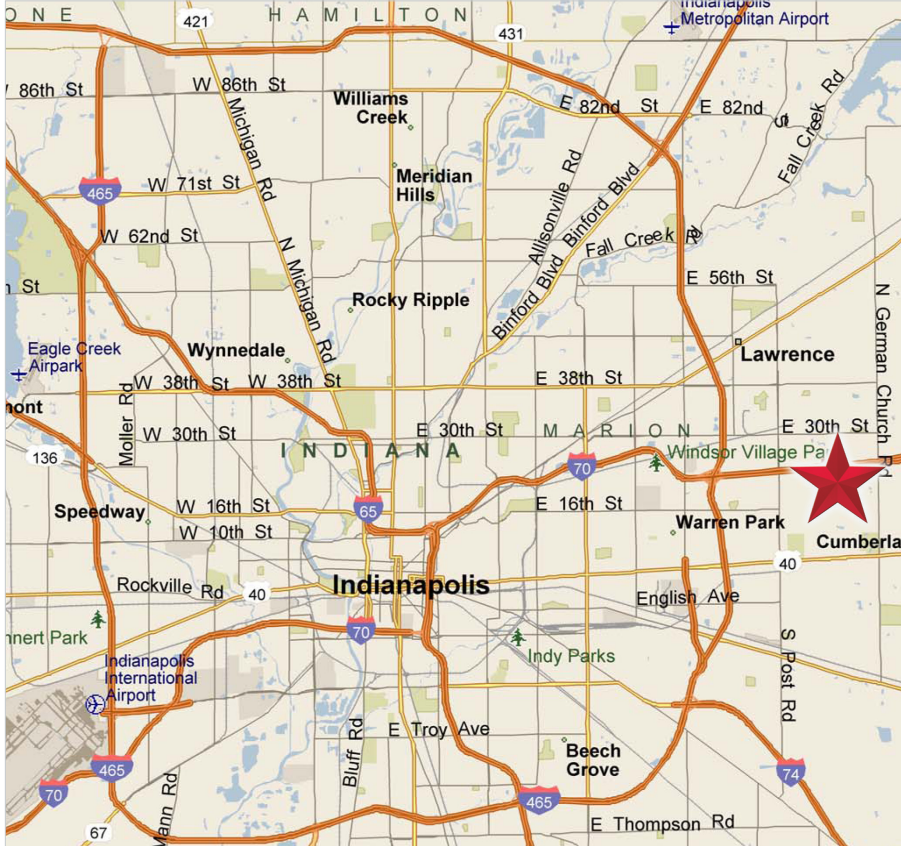 ONE
HAMILTON
Indianapolis
Metropolitan Airport
421
431
86th St
W 86th St
Williams
Creek
E 82nd St
E 82nd
Fall Creek Rd
Michigan Rd
Meridian
Hills
Allisonville Rd
Binford Blvd
465
W 71st St
W 62nd St
Fall Creek R
Rd
N Michigan Rd
Binford Blvd
E 56th St
St
Rocky Ripple
N German Church Rd
Eagle Creek
Airpark
Wynnedale
Lawrence
W 38th St
W 38th St
E 38th St
mont
Moller Rd
W 30th St
E 30th St
MARION
E 30th St
INDIANA
136
70
Windsor Village Pa
W 16th St
65
E 16th St
Speedway
W 10th St
Warren Park
Cumberla
40
Indianapolis
Rockville Rd
40
English Ave
nnert Park
70
Indy Parks
S Post Rd
Indianapolis
International
Airport
Bluff Rd
E Troy Ave
Beech
Grove
465
70
74
465
Mann Rd
67
E Thompson Rd